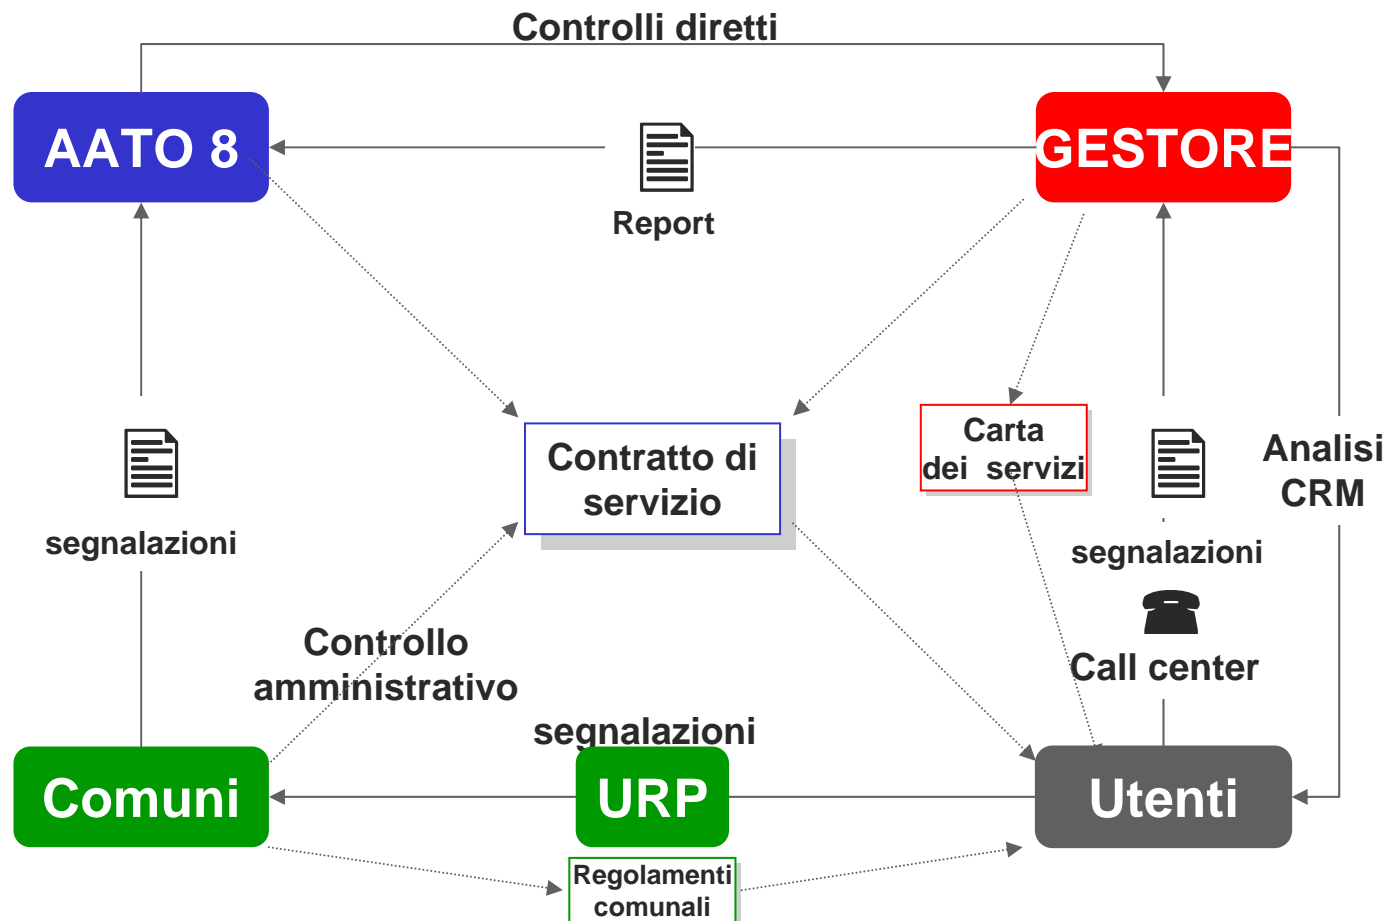 Controlli diretti
AATO 8
GESTORE
Report
Carta
dei servizi
Contratto di
servizio
Analisi
CRM
segnalazioni
segnalazioni
Call center
Controllo
amministrativo
segnalazioni
Comuni
URP
Utenti
Regolamenti
comunali